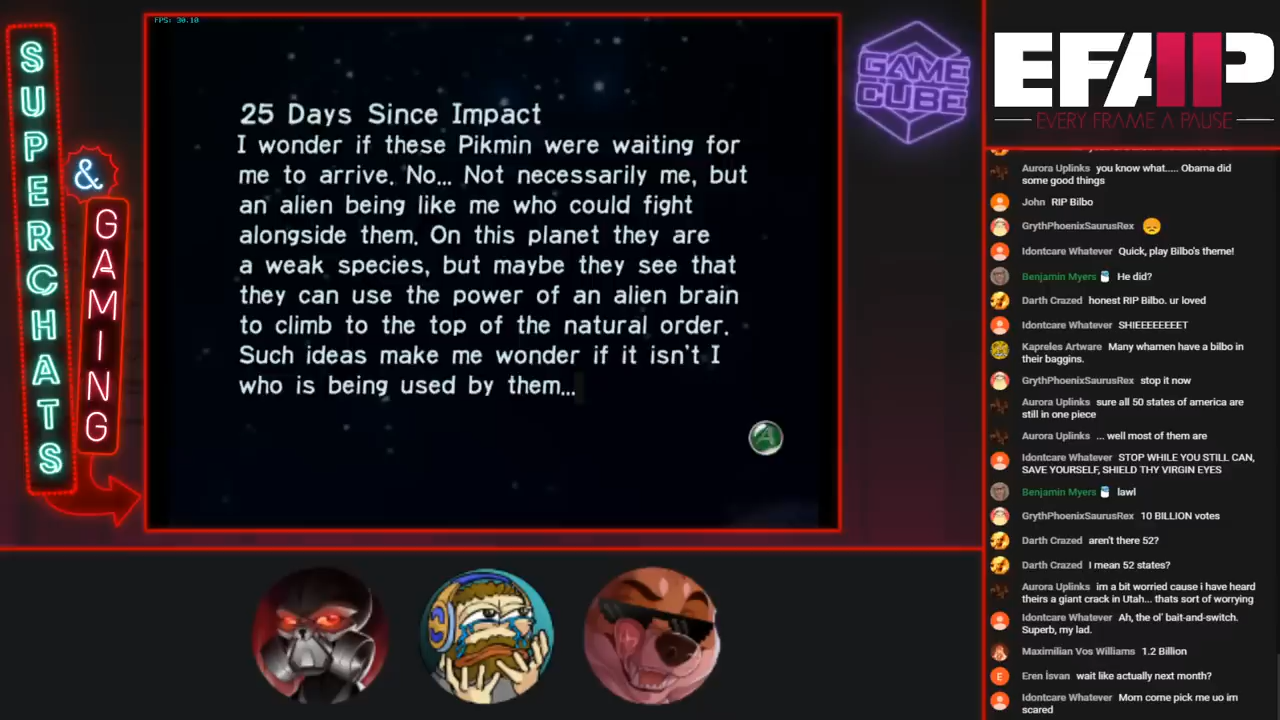 FPS: 30.10
SUPERCHATS
&
GAMING
25 Days Since Impact
I wonder if these Pikmin were waiting for
me to arrive. No... Not necessarily me, but
an alien being like me who could fight
alongside them. On this planet they are
a weak species, but maybe they see that
they can use the power of an alien brain
to climb to the top of the natural order.
Such ideas make me wonder if it isn't I
who is being used by them...
A
GAME
CUBE
EFAP
EVERY FRAME A PAUSE
Aurora Uplinks you know what..... Obama did
some good things
John RIP Bilbo
GrythPhoenixSaurusRex
Idontcare Whatever Quick, play Bilbo's theme!
Benjamin Myers He did?
Darth Crazed honest RIP Bilbo. ur loved
Idontcare Whatever SHIEEEEEEEET
Kapreles Artware Many whamen have a bilbo in
their baggins.
GrythPhoenixSaurusRex stop it now
Aurora Uplinks sure all 50 states of america are
still in one piece
Aurora Uplinks ... well most of them are
Idontcare Whatever STOP WHILE YOU STILL CAN,
SAVE YOURSELF, SHIELD THY VIRGIN EYES
Benjamin Myers lawl
GrythPhoenixSaurusRex 10 BILLION votes
Darth Crazed aren't there 52?
Darth Crazed I mean 52 states?
Aurora Uplinks im a bit worried cause i have heard
theirs a giant crack in Utah... thats sort of worrying
Idontcare Whatever Ah, the ol' bait-and-switch.
Superb, my lad.
Maximilian Vos Williams 1.2 Billion
E Eren İsvan wait like actually next month?
Idontcare Whatever Mom come pick me uo im
scared